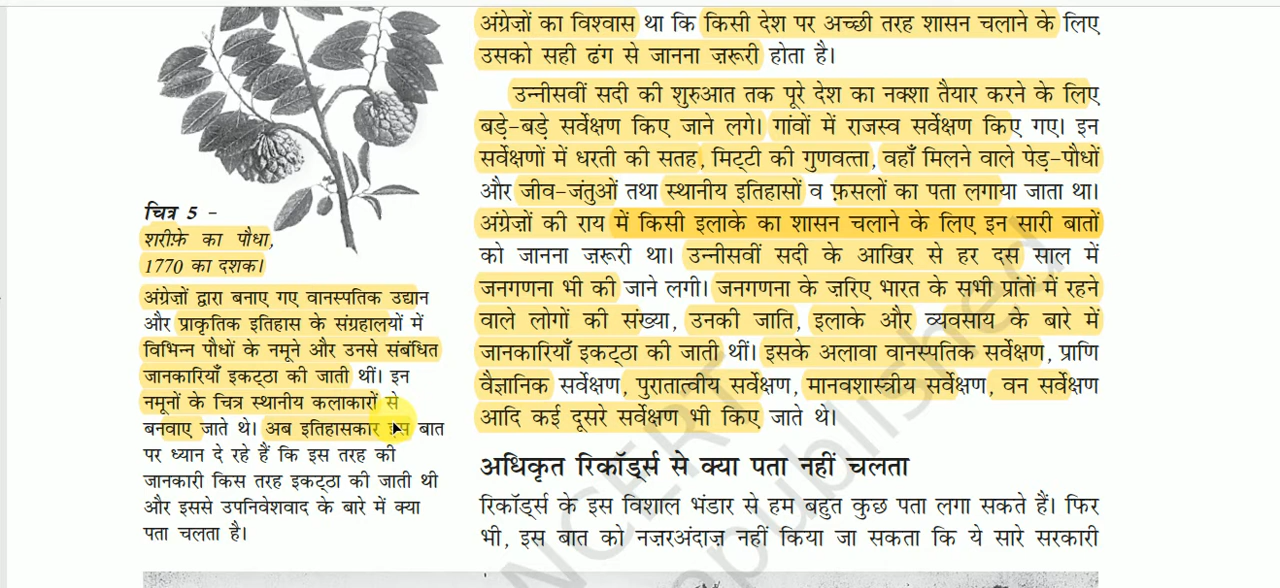 चित्र 5 –
शरीफ़े का पौधा,
1770 का दशक।
अंग्रेज़ों द्वारा बनाए गए वानस्पतिक उद्यान
और प्राकृतिक इतिहास के संग्रहालयों में
विभिन्न पौधों के नमूने और उनसे संबंधित
जानकारियाँ इकट्ठा की जाती थीं। इन
नमूनों के चित्र स्थानीय कलाकारों से
बनवाए जाते थे। अब इतिहासकार इस बात
पर ध्यान दे रहे हैं कि इस तरह की
जानकारी किस तरह इकट्ठा की जाती थी
और इससे उपनिवेशवाद के बारे में क्या
पता चलता है।
अंग्रेज़ों का विश्वास था कि किसी देश पर अच्छी तरह शासन चलाने के लिए
उसको सही ढंग से जानना ज़रूरी होता है।
उन्नीसवीं सदी की शुरुआत तक पूरे देश का नक्शा तैयार करने के लिए
बड़े-बड़े सर्वेक्षण किए जाने लगे। गांवों में राजस्व सर्वेक्षण किए गए। इन
सर्वेक्षणों में धरती की सतह, मिट्टी की गुणवत्ता, वहाँ मिलने वाले पेड़-पौधों
और जीव-जंतुओं तथा स्थानीय इतिहासों व फ़सलों का पता लगाया जाता था।
अंग्रेज़ों की राय में किसी इलाके का शासन चलाने के लिए इन सारी बातों
को जानना ज़रूरी था। उन्नीसवीं सदी के आखिर से हर दस साल में
जनगणना भी की जाने लगी। जनगणना के ज़रिए भारत के सभी प्रांतों में रहने
वाले लोगों की संख्या, उनकी जाति, इलाके और व्यवसाय के बारे में
जानकारियाँ इकट्ठा की जाती थीं। इसके अलावा वानस्पतिक सर्वेक्षण, प्राणि
वैज्ञानिक सर्वेक्षण, पुरातात्वीय सर्वेक्षण, मानवशास्त्रीय सर्वेक्षण, वन सर्वेक्षण
आदि कई दूसरे सर्वेक्षण भी किए जाते थे।
अधिकृत रिकॉर्ड्स से क्या पता नहीं चलता
रिकॉर्ड्स के इस विशाल भंडार से हम बहुत कुछ पता लगा सकते हैं। फिर
भी, इस बात को नज़रअंदाज़ नहीं किया जा सकता कि ये सारे सरकारी
NCERT
republished